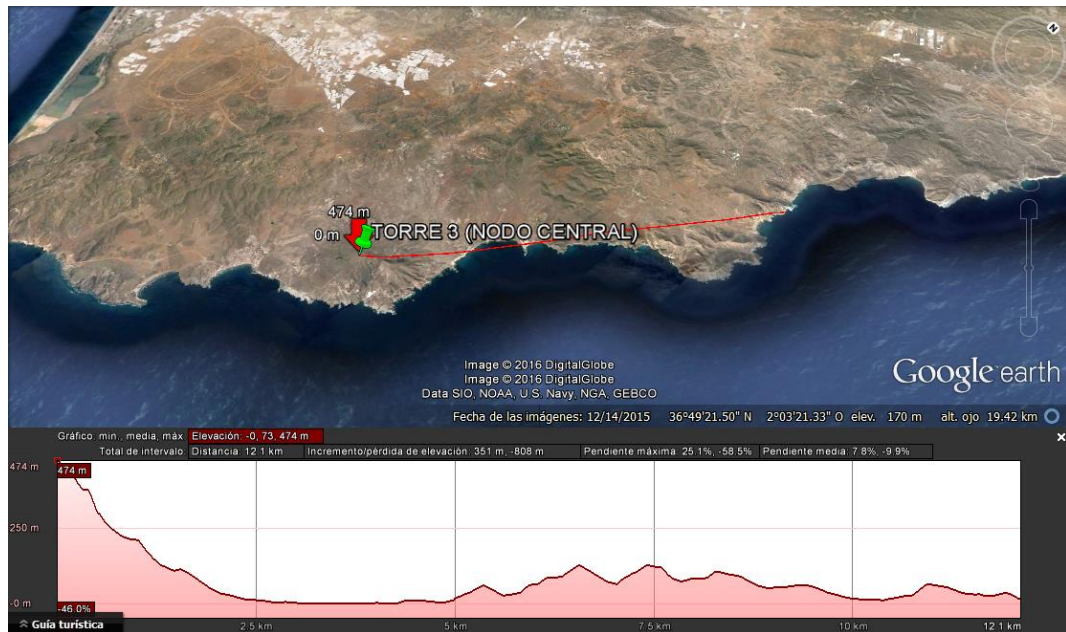 N
474 m
0 m
TORRE 3 (NODO CENTRAL)
Image © 2016 DigitalGlobe
Image © 2016 DigitalGlobe
Data SIO, NOAA, U.S. Navy, NGA, GEBCO
Google earth
Fecha de las imágenes: 12/14/2015 36°49'21.50" N 2°03'21.33" O elev. 170 m alt. ojo 19.42 km
Gráfico: min., media, máx. Elevación: -0, 73, 474 m
Total de intervalo Distancia: 12.1 km Incremento/pérdida de elevación: 351 m, -808 m Pendiente máxima: 25.1%, -58.5% Pendiente media: 7.8%, -9.9%
474 m
474 m
250 m
-0 m
-46.0%
Guía turística
2.5 km 5 km 7.5 km 10 km 12.1 km